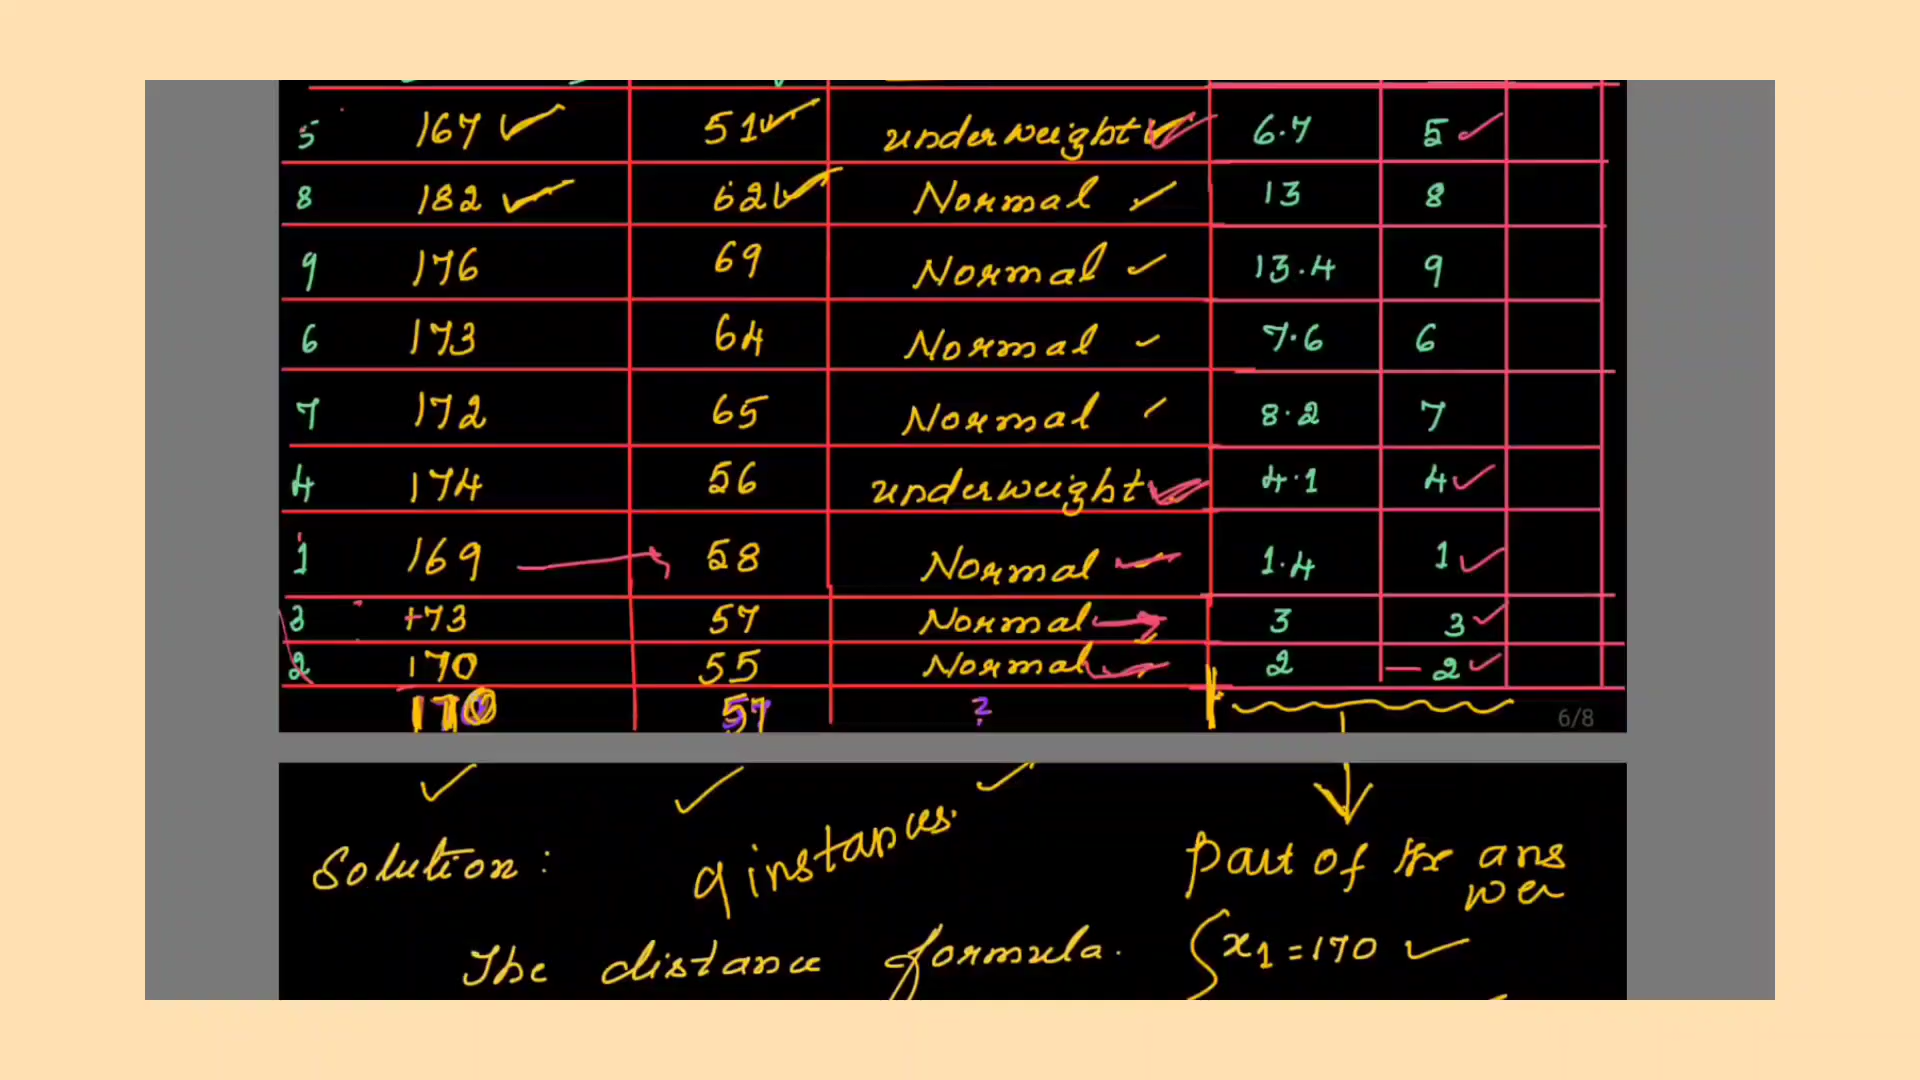 5 167 51 underweight 6.7 5
8 182 62 Normal 13 8
9 176 69 Normal 13.4 9
6 173 64 Normal 7.6 6
7 172 65 Normal 8.2 7
4 174 56 underweight 4.1 4
1 169 58 Normal 1.4 1
3 173 57 Normal 3 3
2 170 55 Normal 2 2
170 57 ?
6/8
Solution : 9 instances. Part of the ans
wer
The distance formula. x1 = 170